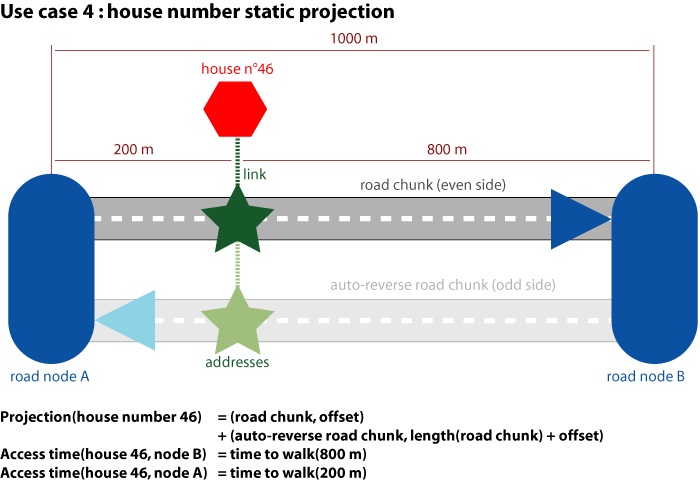 Use case 4 : house number static projection
1000 m
house n°46
200 m
800 m
link
road chunk (even side)
auto-reverse road chunk (odd side)
addresses
road node A
road node B
Projection(house number 46) = (road chunk, offset)
+ (auto-reverse road chunk, length(road chunk) + offset)
Access time(house 46, node B) = time to walk(800 m)
Access time(house 46, node A) = time to walk(200 m)